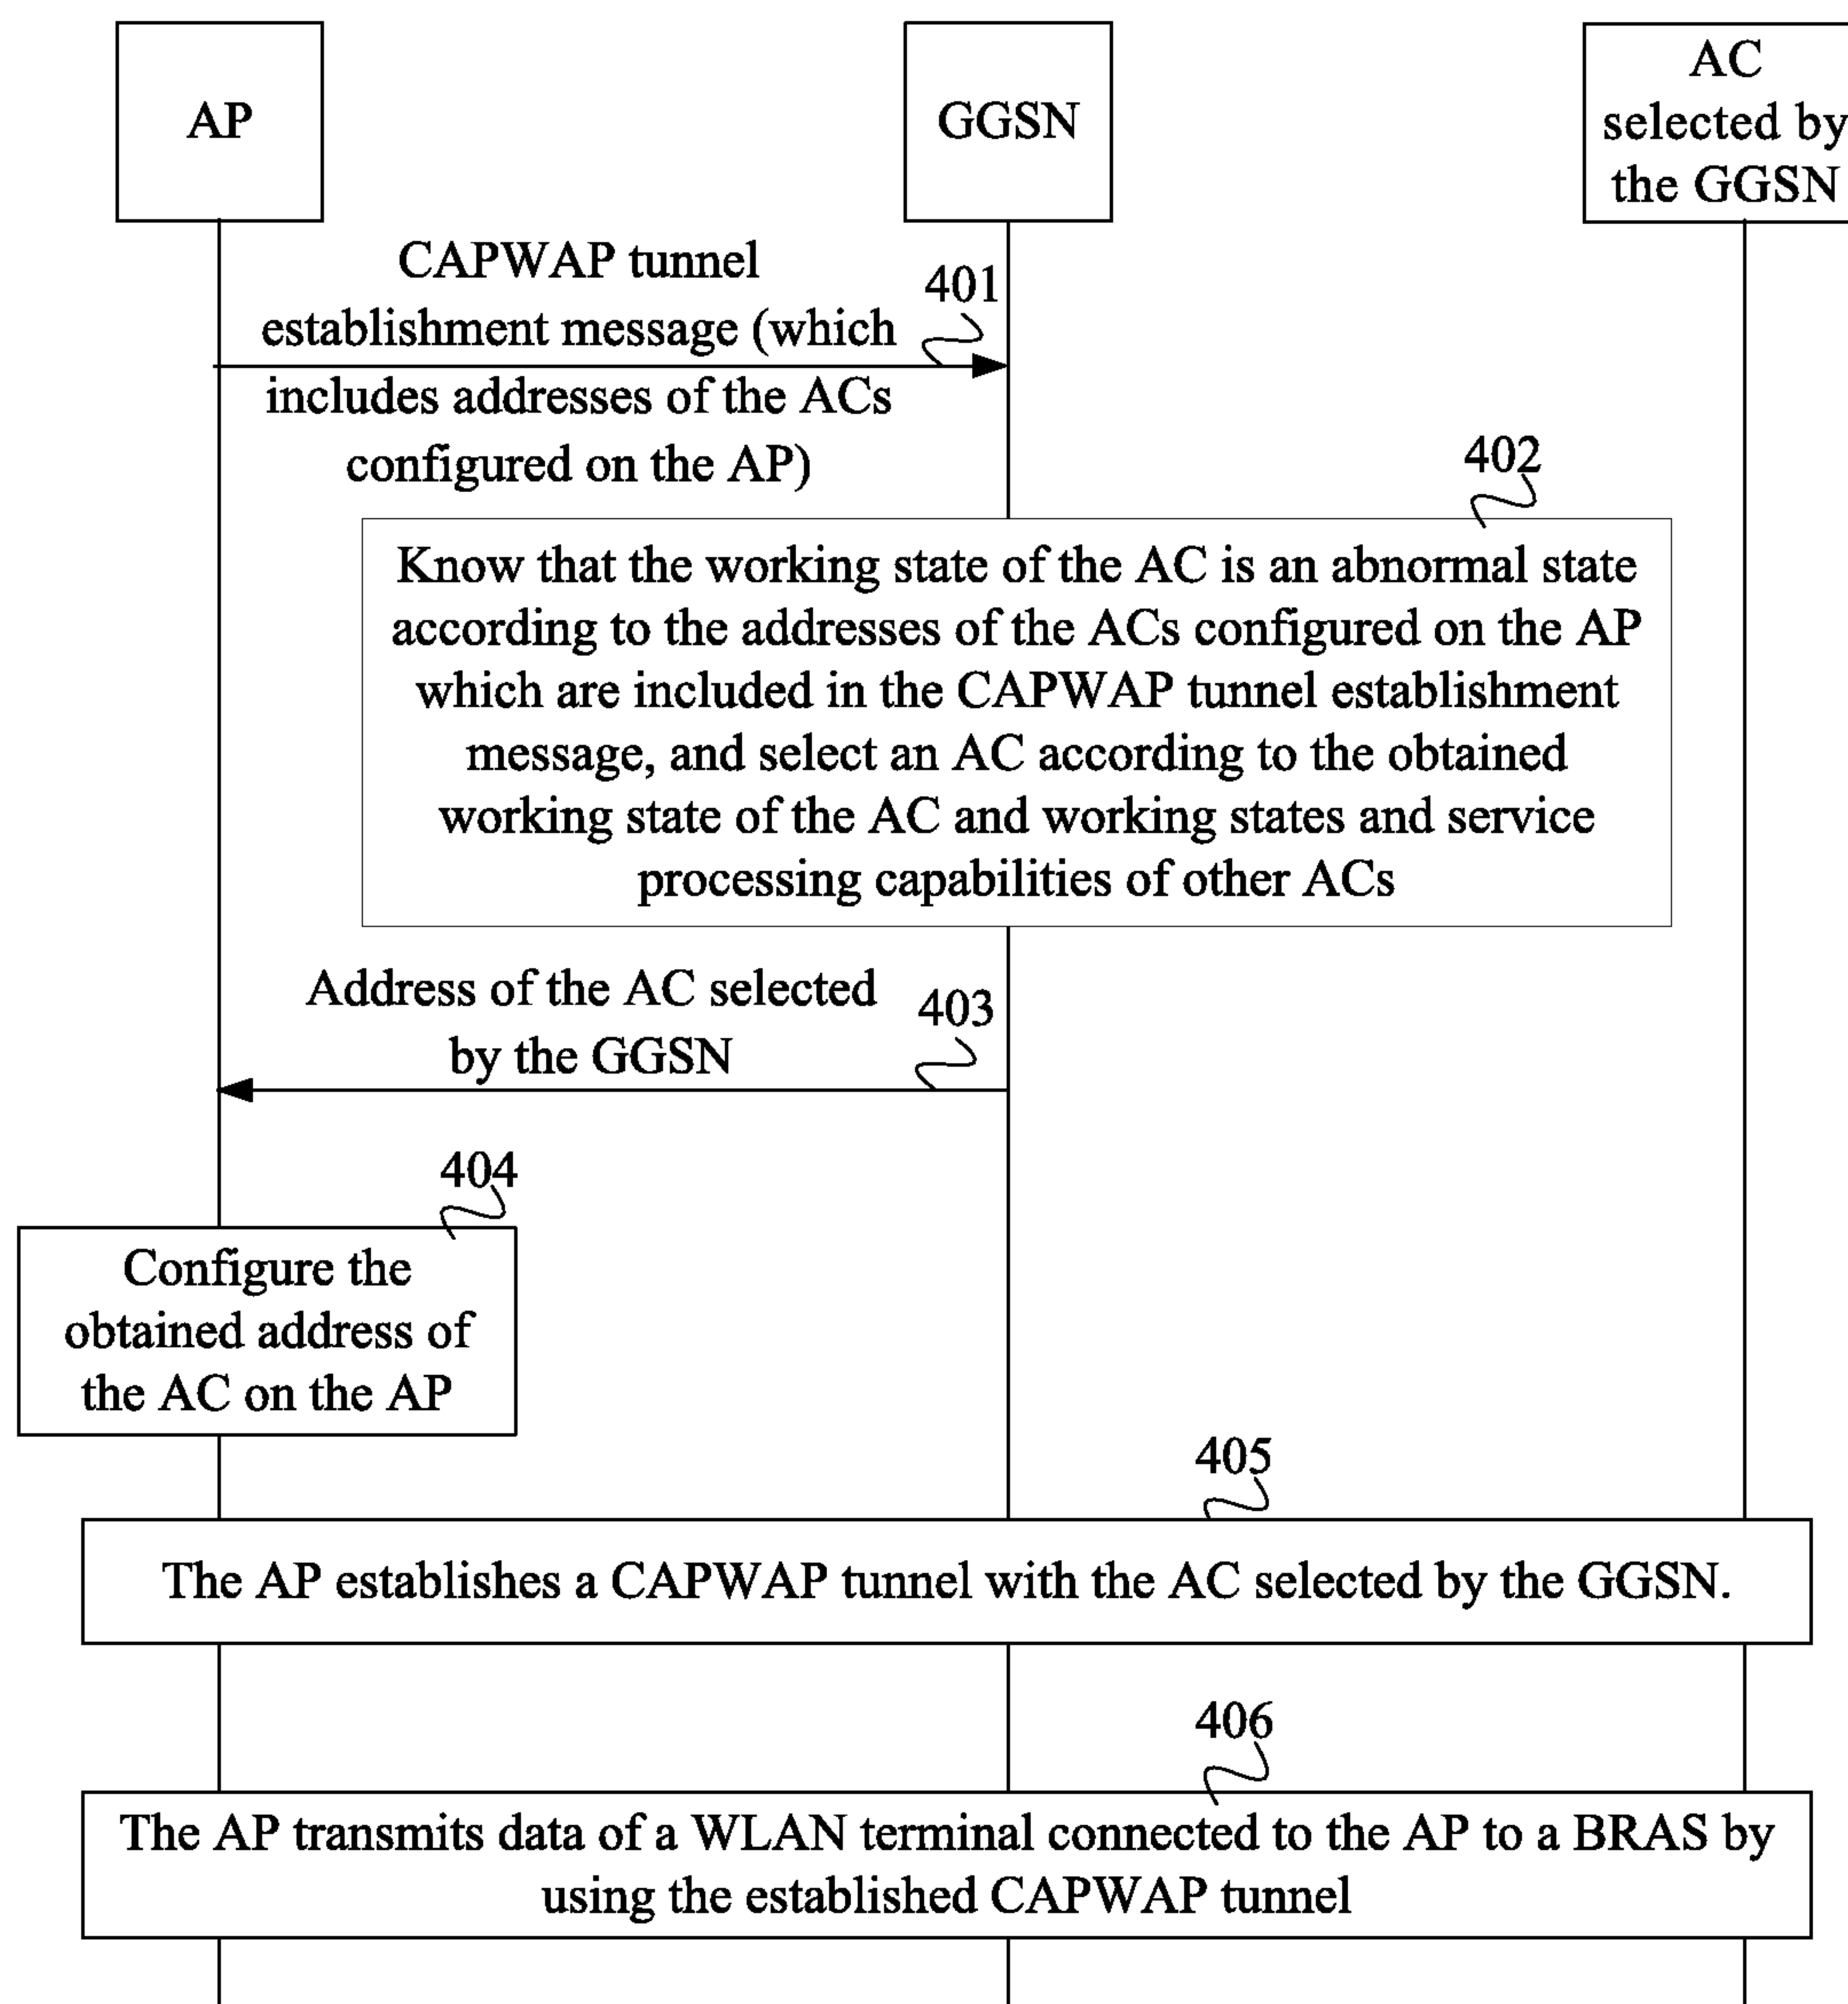 AP
GGSN
AC
selected by
the GGSN
CAPWAP tunnel
establishment message (which
includes addresses of the ACs
configured on the AP)
401
402
Know that the working state of the AC is an abnormal state
according to the addresses of the ACs configured on the AP
which are included in the CAPWAP tunnel establishment
message, and select an AC according to the obtained
working state of the AC and working states and service
processing capabilities of other ACs
Address of the AC selected
by the GGSN
403
404
Configure the
obtained address of
the AC on the AP
405
The AP establishes a CAPWAP tunnel with the AC selected by the GGSN.
406
The AP transmits data of a WLAN terminal connected to the AP to a BRAS by
using the established CAPWAP tunnel